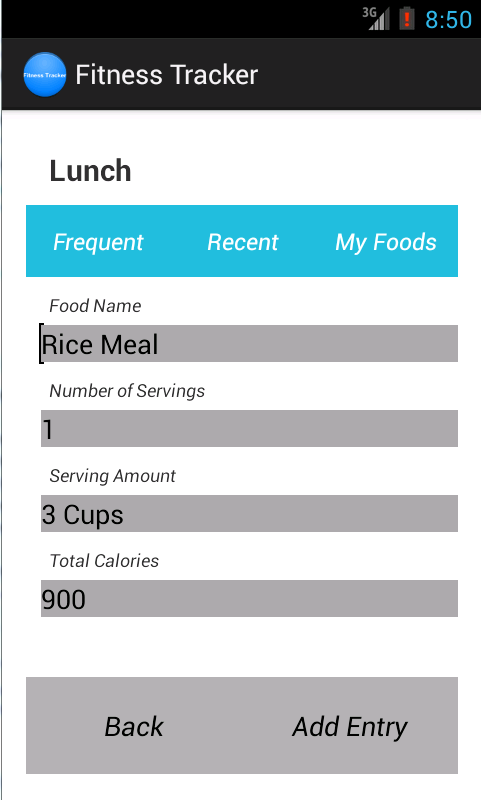 3G 8:50
Fitness Tracker Fitness Tracker
Lunch
Frequent Recent My Foods
Food Name
Rice Meal
Number of Servings
1
Serving Amount
3 Cups
Total Calories
900
Back Add Entry